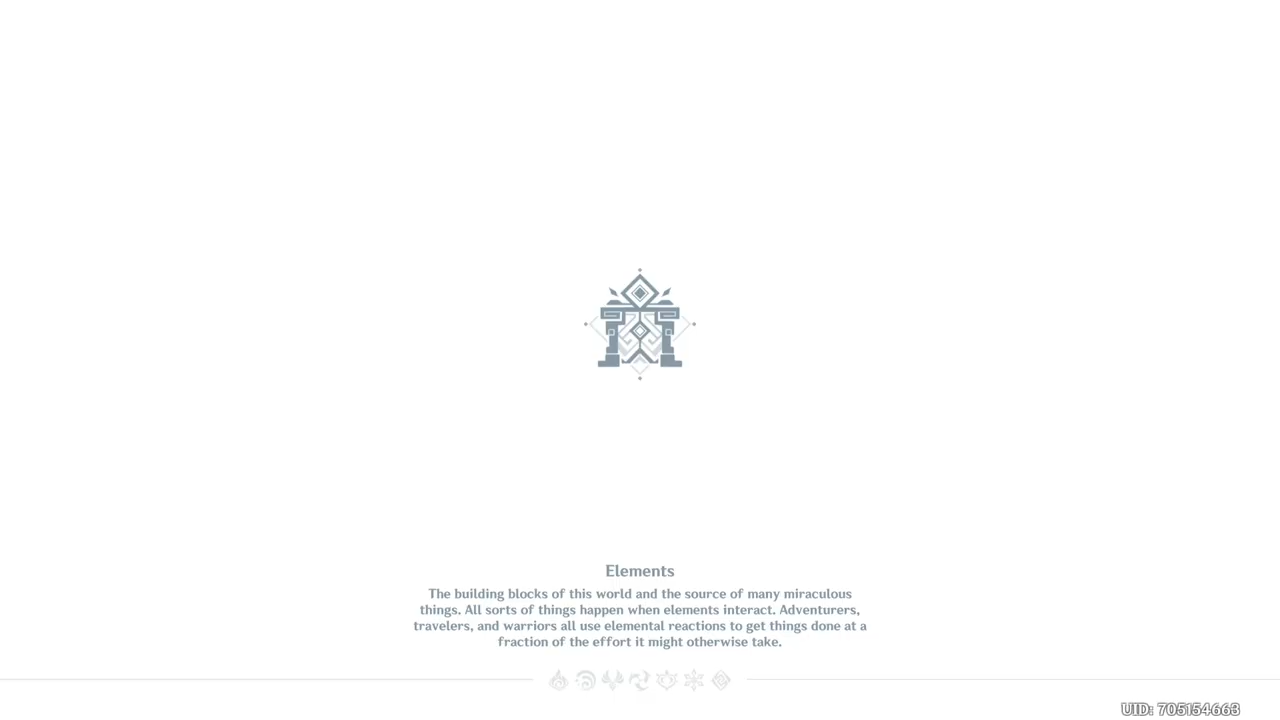 Elements
The building blocks of this world and the source of many miraculous
things. All sorts of things happen when elements interact. Adventurers,
travelers, and warriors all use elemental reactions to get things done at a
fraction of the effort it might otherwise take.
UID: 705154663